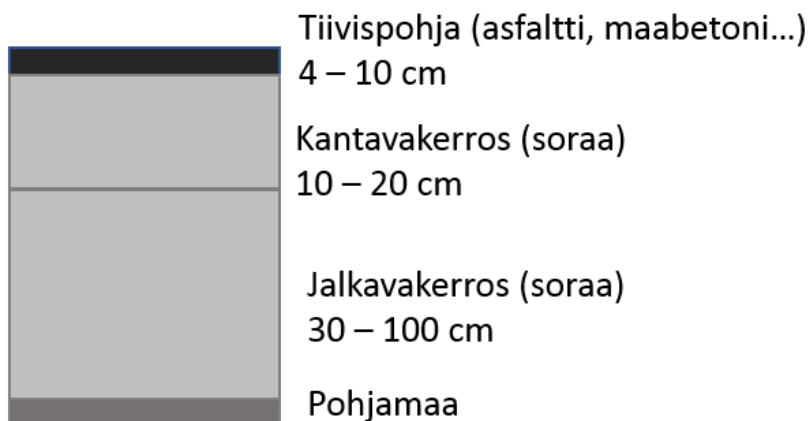 Tiivispohja (asfaltti, maabetoni...)
4 – 10 cm
Kantavakerros (soraa)
10 – 20 cm
Jalkavakerros (soraa)
30 – 100 cm
Pohjamaa